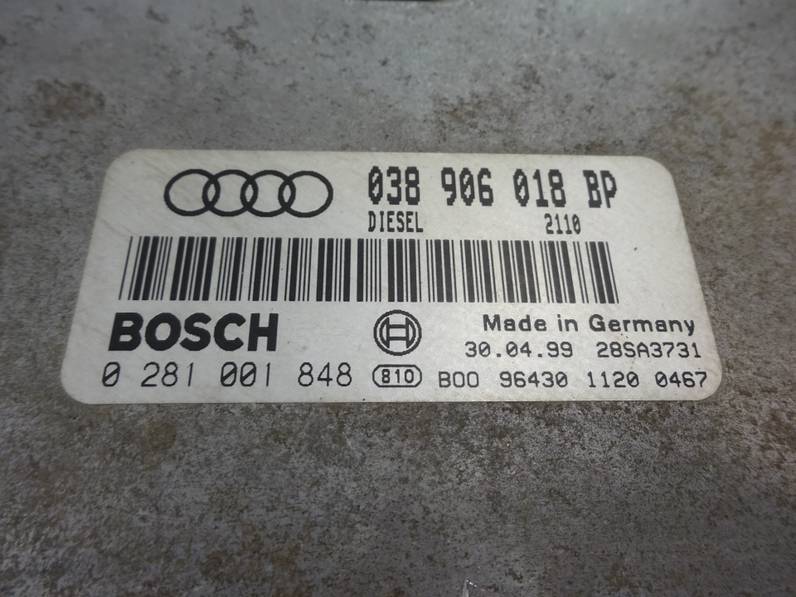 038 906 018 BP
DIESEL 2110
BOSCH
Made in Germany
30.04.99 28SA3731
0 281 001 848 810 B00 96430 1120 0467